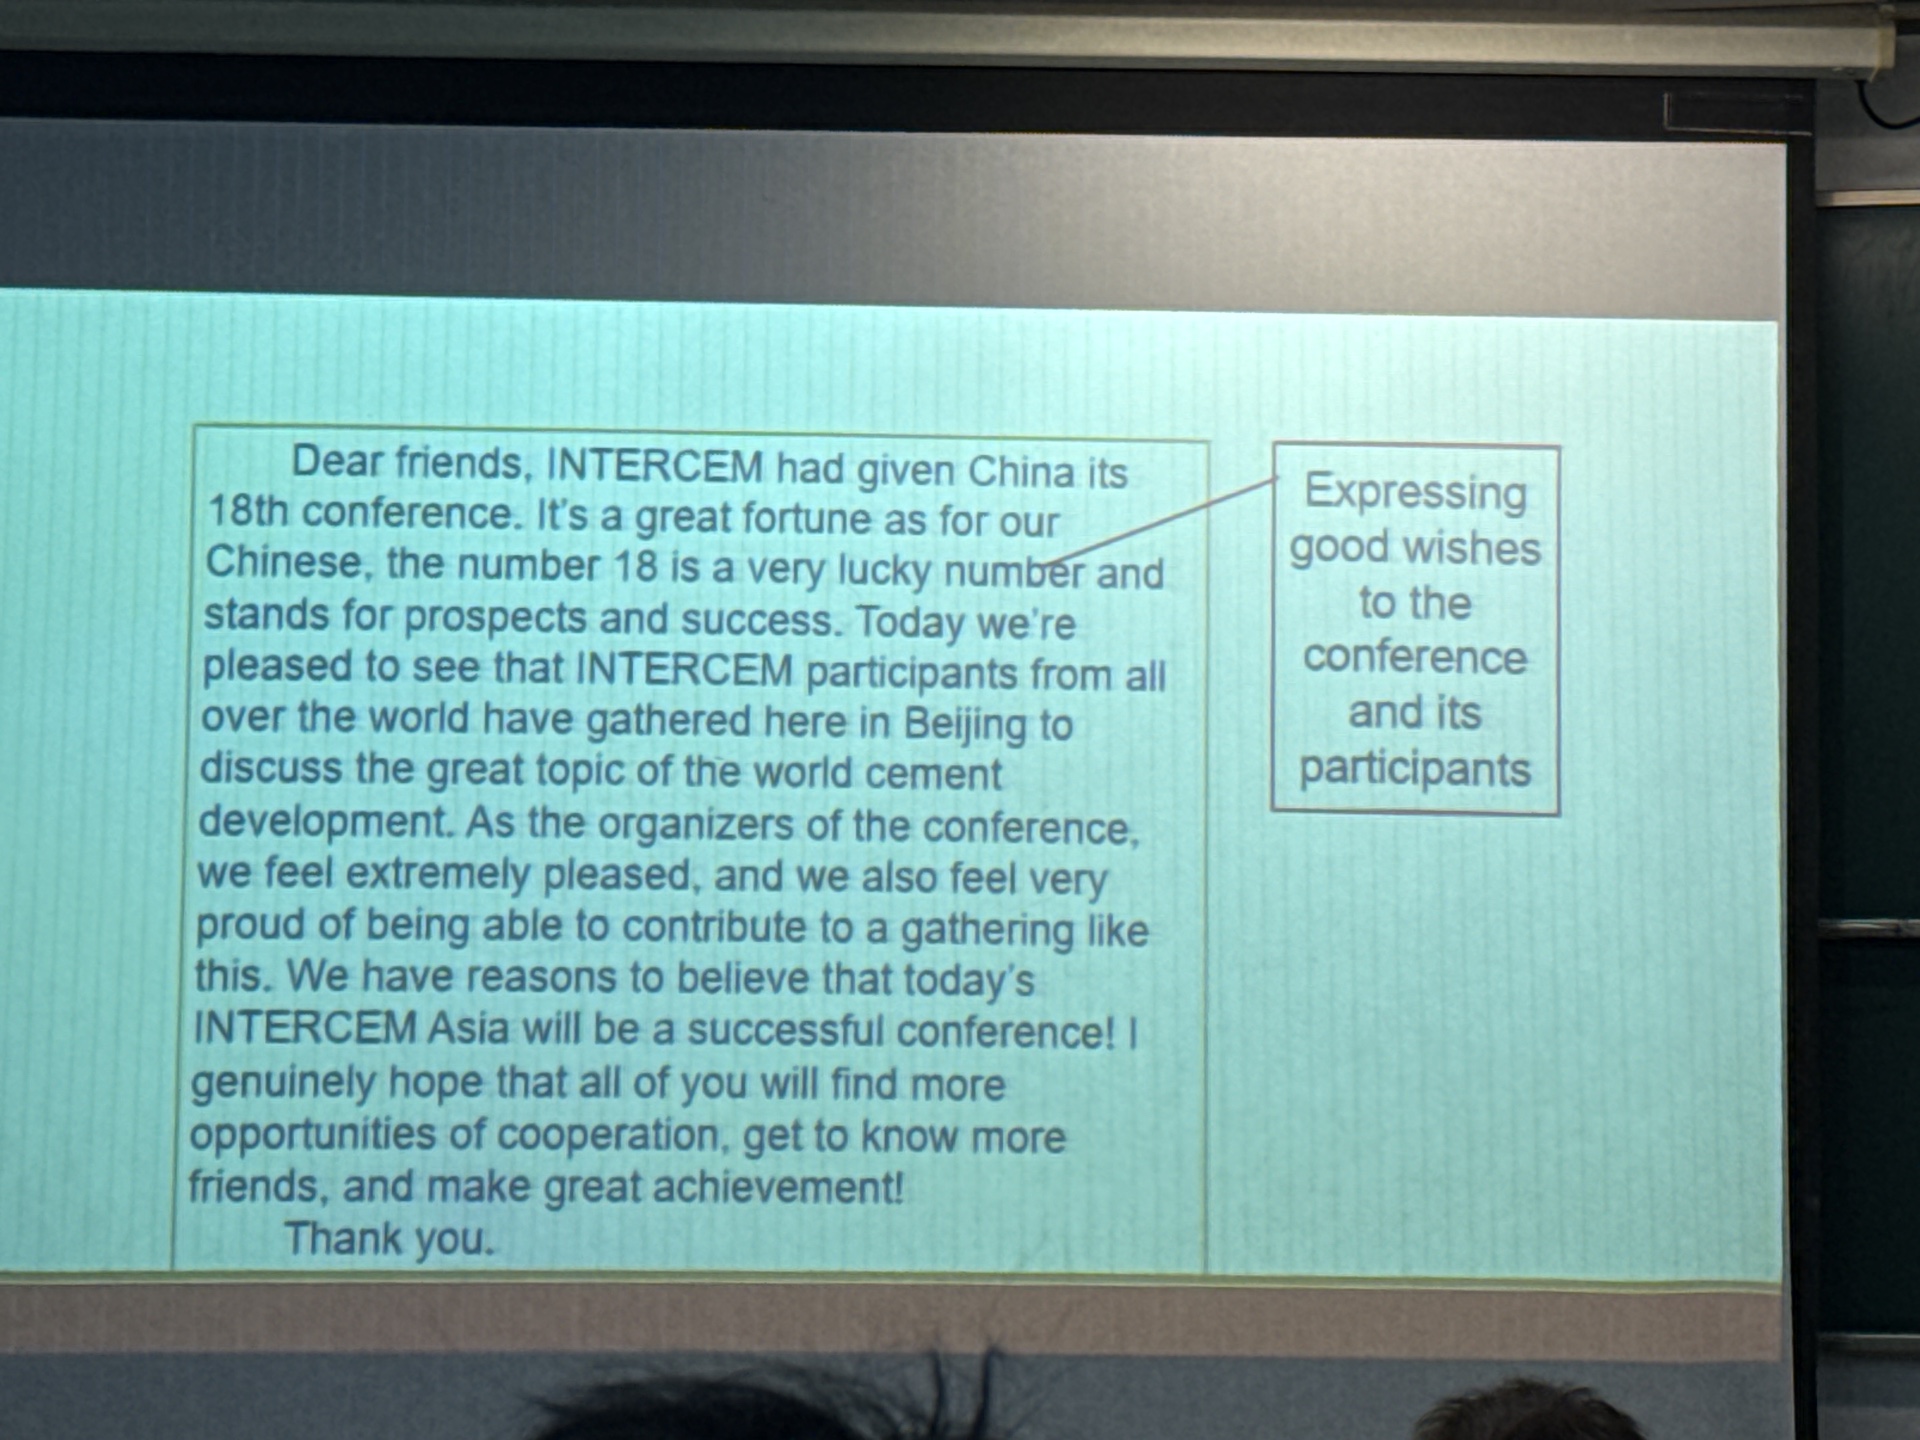 Dear friends, INTERCEM had given China its
18th conference. It's a great fortune as for our
Chinese, the number 18 is a very lucky number and
stands for prospects and success. Today we're
pleased to see that INTERCEM participants from all
over the world have gathered here in Beijing to
discuss the great topic of the world cement
development. As the organizers of the conference,
we feel extremely pleased, and we also feel very
proud of being able to contribute to a gathering like
this. We have reasons to believe that today's
INTERCEM Asia will be a successful conference! I
genuinely hope that all of you will find more
opportunities of cooperation, get to know more
friends, and make great achievement!
Thank you.
Expressing
good wishes
to the
conference
and its
participants